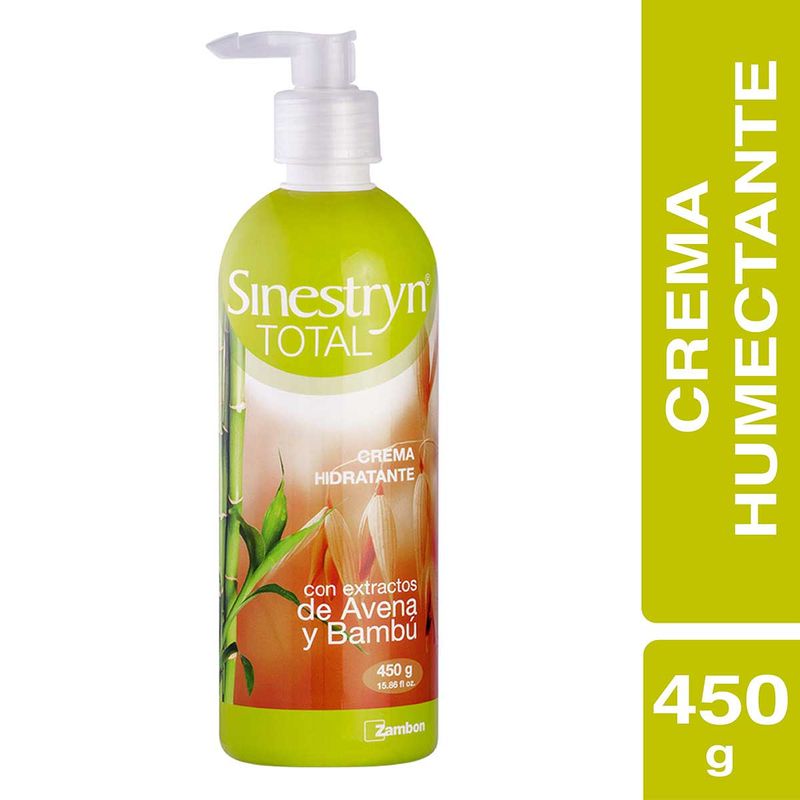 Sinestryn®
TOTAL
CREMA
HIDRATANTE
con extractos
de Avena
y Bambú
450 g
15.86 fl oz.
Zambon
CREMA
HUMECTANTE
450
g